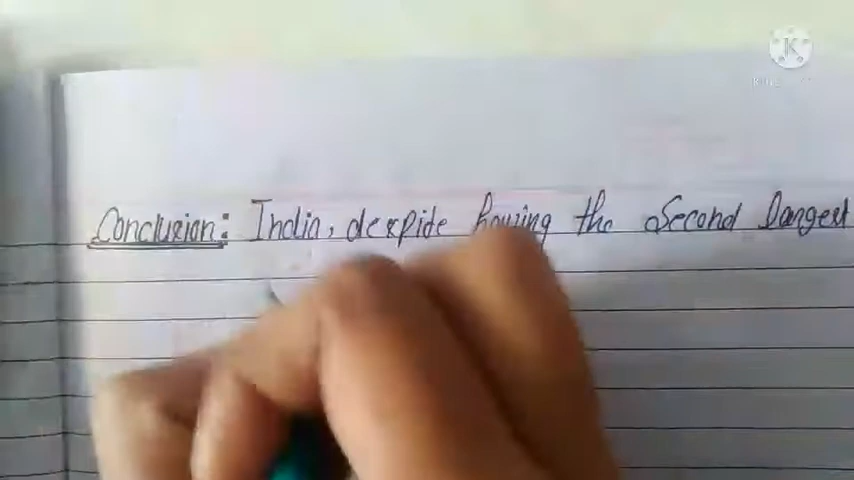 Conclusion: India, despide having the Second Largest
K